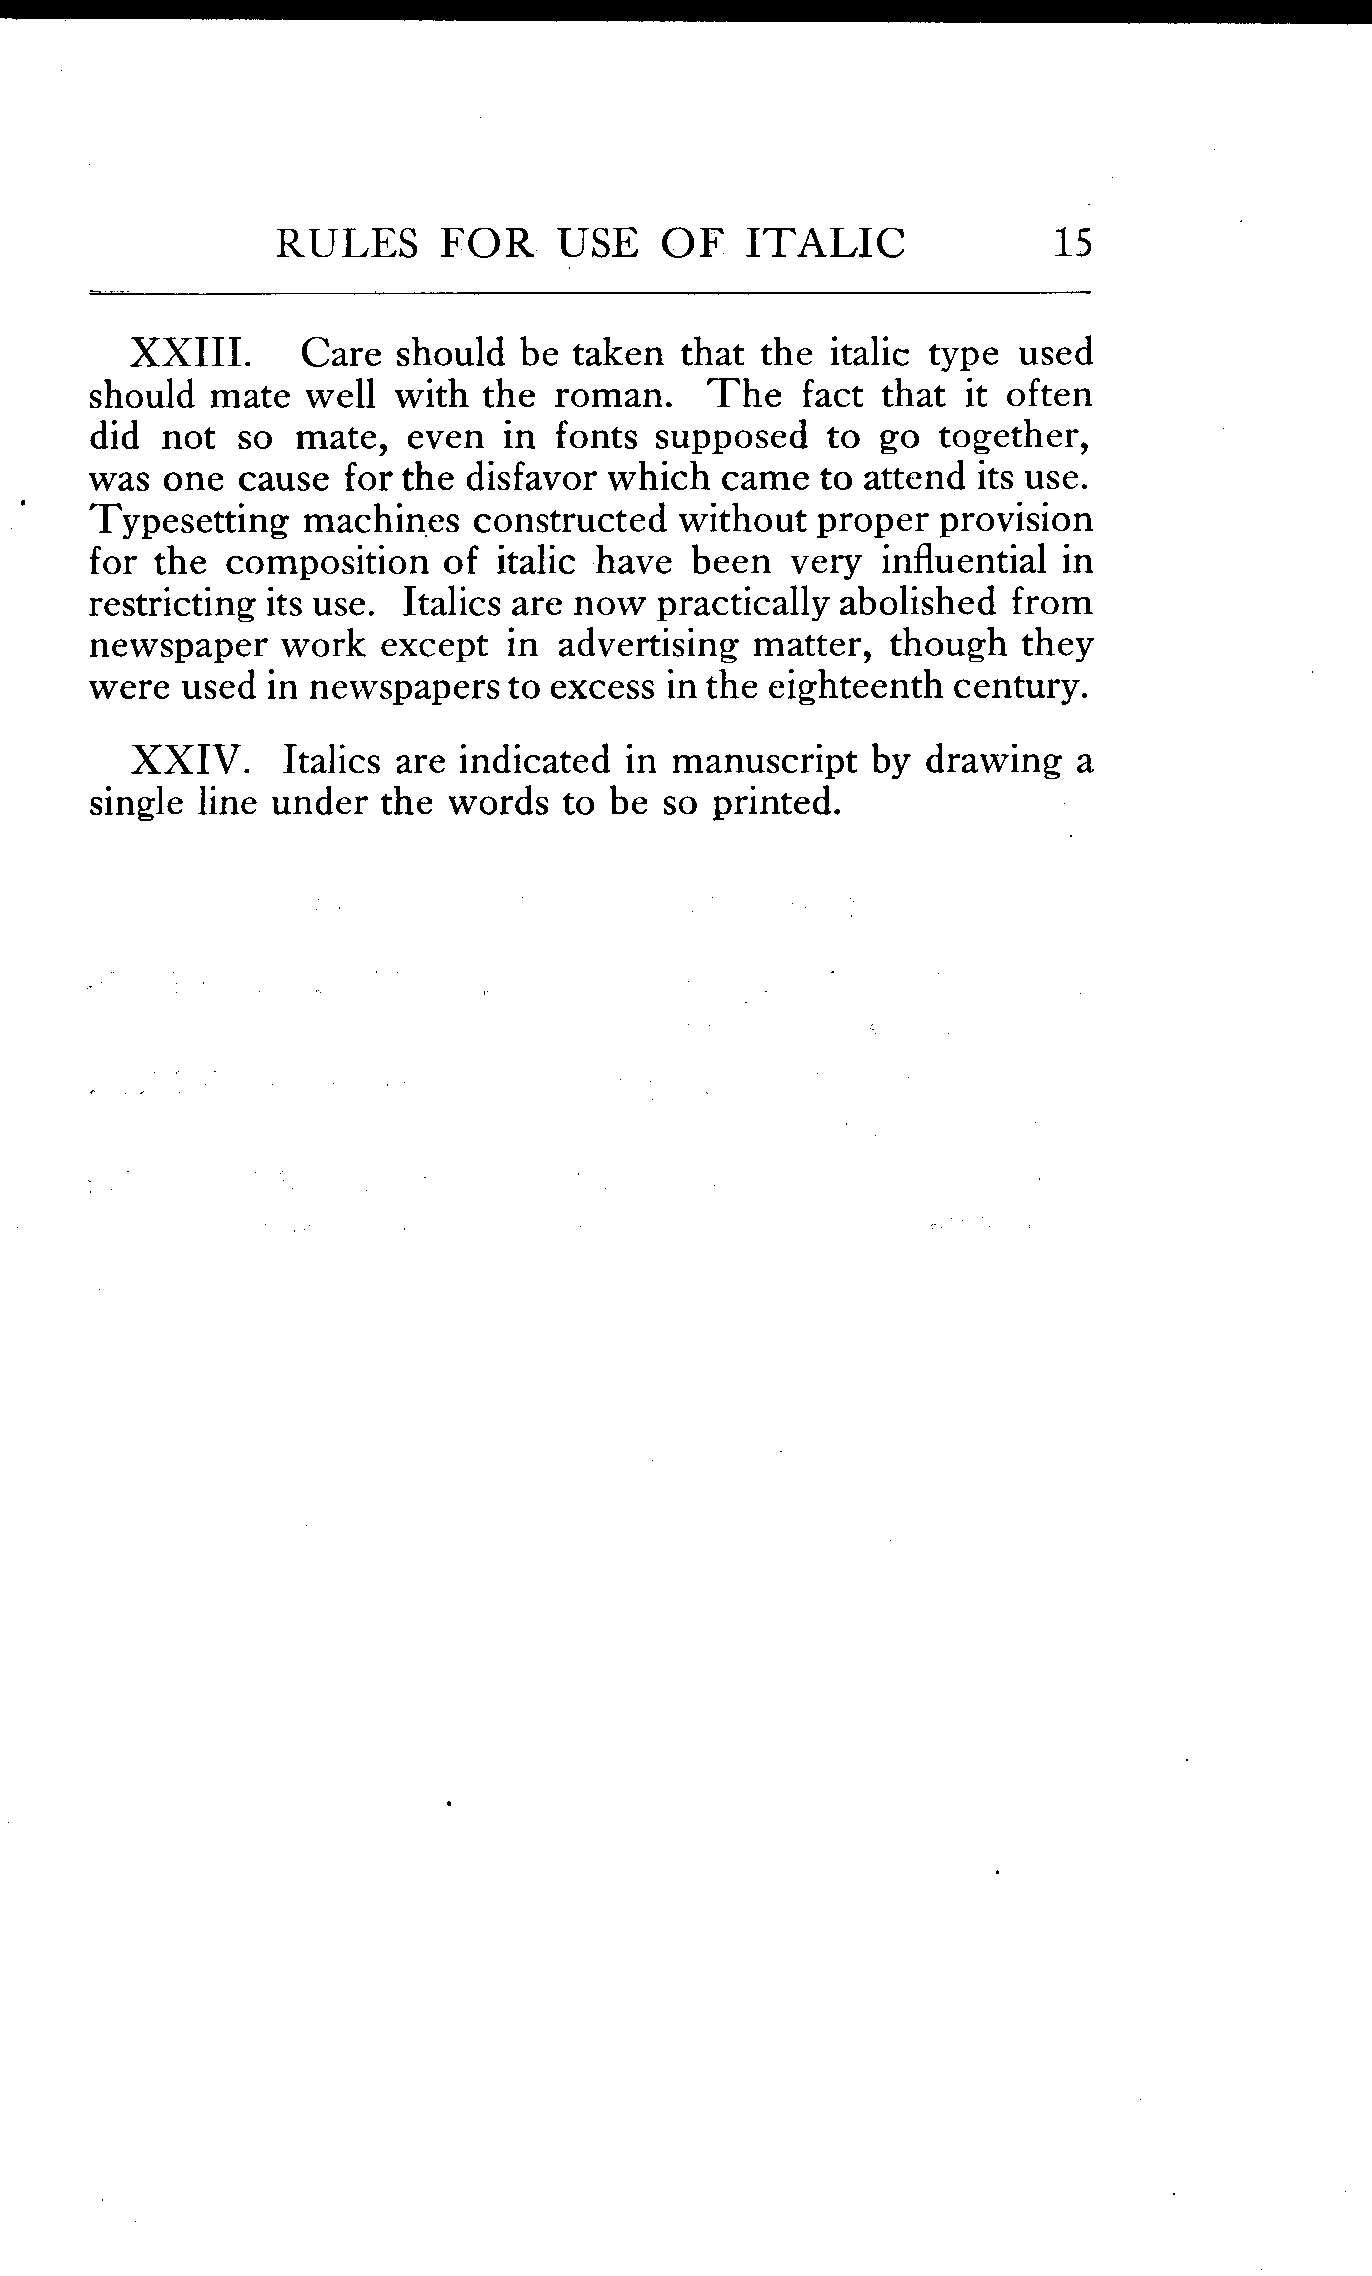 RULES FOR USE OF ITALIC 15
XXIII. Care should be taken that the italic type used
should mate well with the roman. The fact that it often
did not so mate, even in fonts supposed to go together,
was one cause for the disfavor which came to attend its use.
Typesetting machines constructed without proper provision
for the composition of italic have been very influential in
restricting its use. Italics are now practically abolished from
newspaper work except in advertising matter, though they
were used in newspapers to excess in the eighteenth century.
XXIV. Italics are indicated in manuscript by drawing a
single line under the words to be so printed.